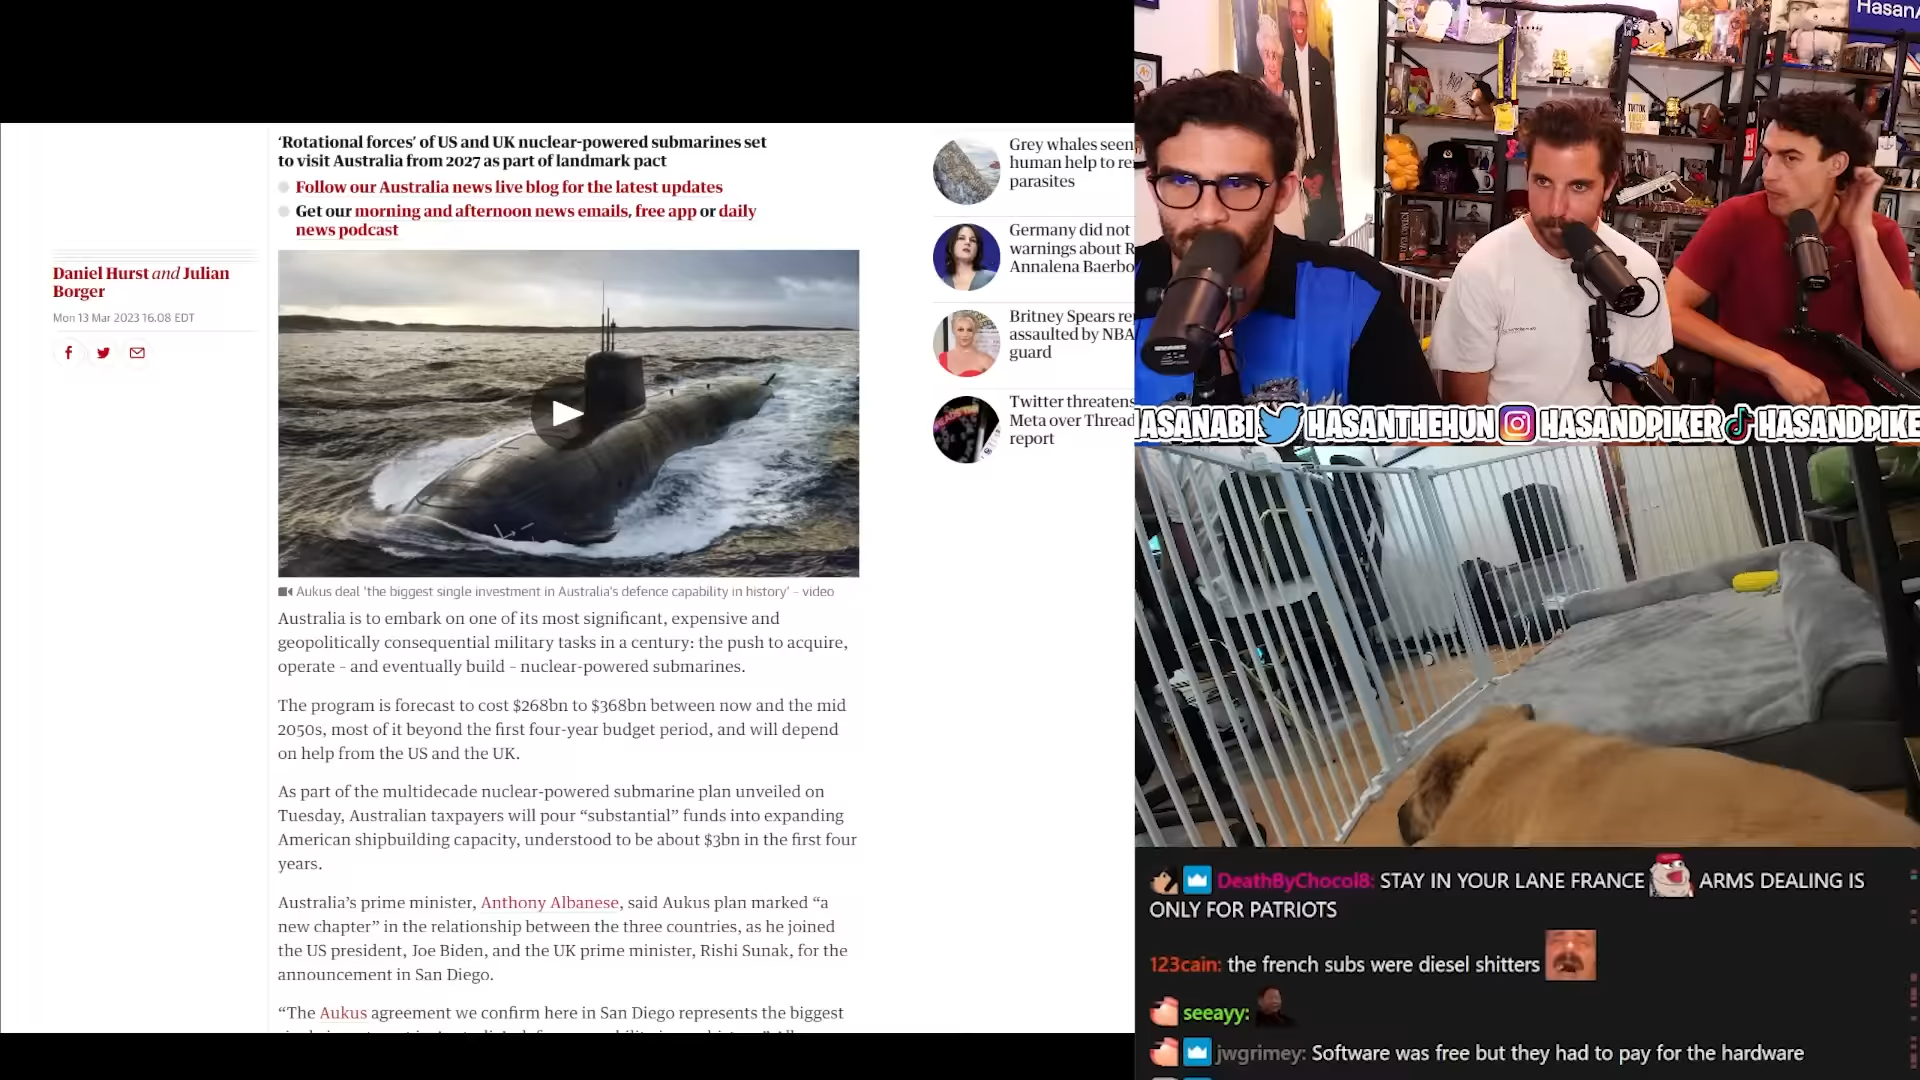 'Rotational forces' of US and UK nuclear-powered submarines set
to visit Australia from 2027 as part of landmark pact
Follow our Australia news live blog for the latest updates
Get our morning and afternoon news emails, free app or daily
news podcast
Daniel Hurst and Julian
Borger
Mon 13 Mar 2023 16.08 EDT
Aukus deal 'the biggest single investment in Australia's defence capability in history' – video
Australia is to embark on one of its most significant, expensive and
geopolitically consequential military tasks in a century: the push to acquire,
operate – and eventually build – nuclear-powered submarines.
The program is forecast to cost $268bn to $368bn between now and the mid
2050s, most of it beyond the first four-year budget period, and will depend
on help from the US and the UK.
As part of the multidecade nuclear-powered submarine plan unveiled on
Tuesday, Australian taxpayers will pour “substantial” funds into expanding
American shipbuilding capacity, understood to be about $3bn in the first four
years.
Australia’s prime minister, Anthony Albanese, said Aukus plan marked “a
new chapter” in the relationship between the three countries, as he joined
the US president, Joe Biden, and the UK prime minister, Rishi Sunak, for the
announcement in San Diego.
“The Aukus agreement we confirm here in San Diego represents the biggest
Grey whales seen
human help to re
parasites
Germany did not
warnings about R
Annalena Baerbo
Britney Spears re
assaulted by NBA
guard
Twitter threatens
Meta over Thread
report
HasanA
ASANABI HASANTHEHUN HASANDPIKER HASANDPIKE
DeathByChocol8: STAY IN YOUR LANE FRANCE ARMS DEALING IS
ONLY FOR PATRIOTS
123cain: the french subs were diesel shitters
seeayy:
jwgrimey: Software was free but they had to pay for the hardware